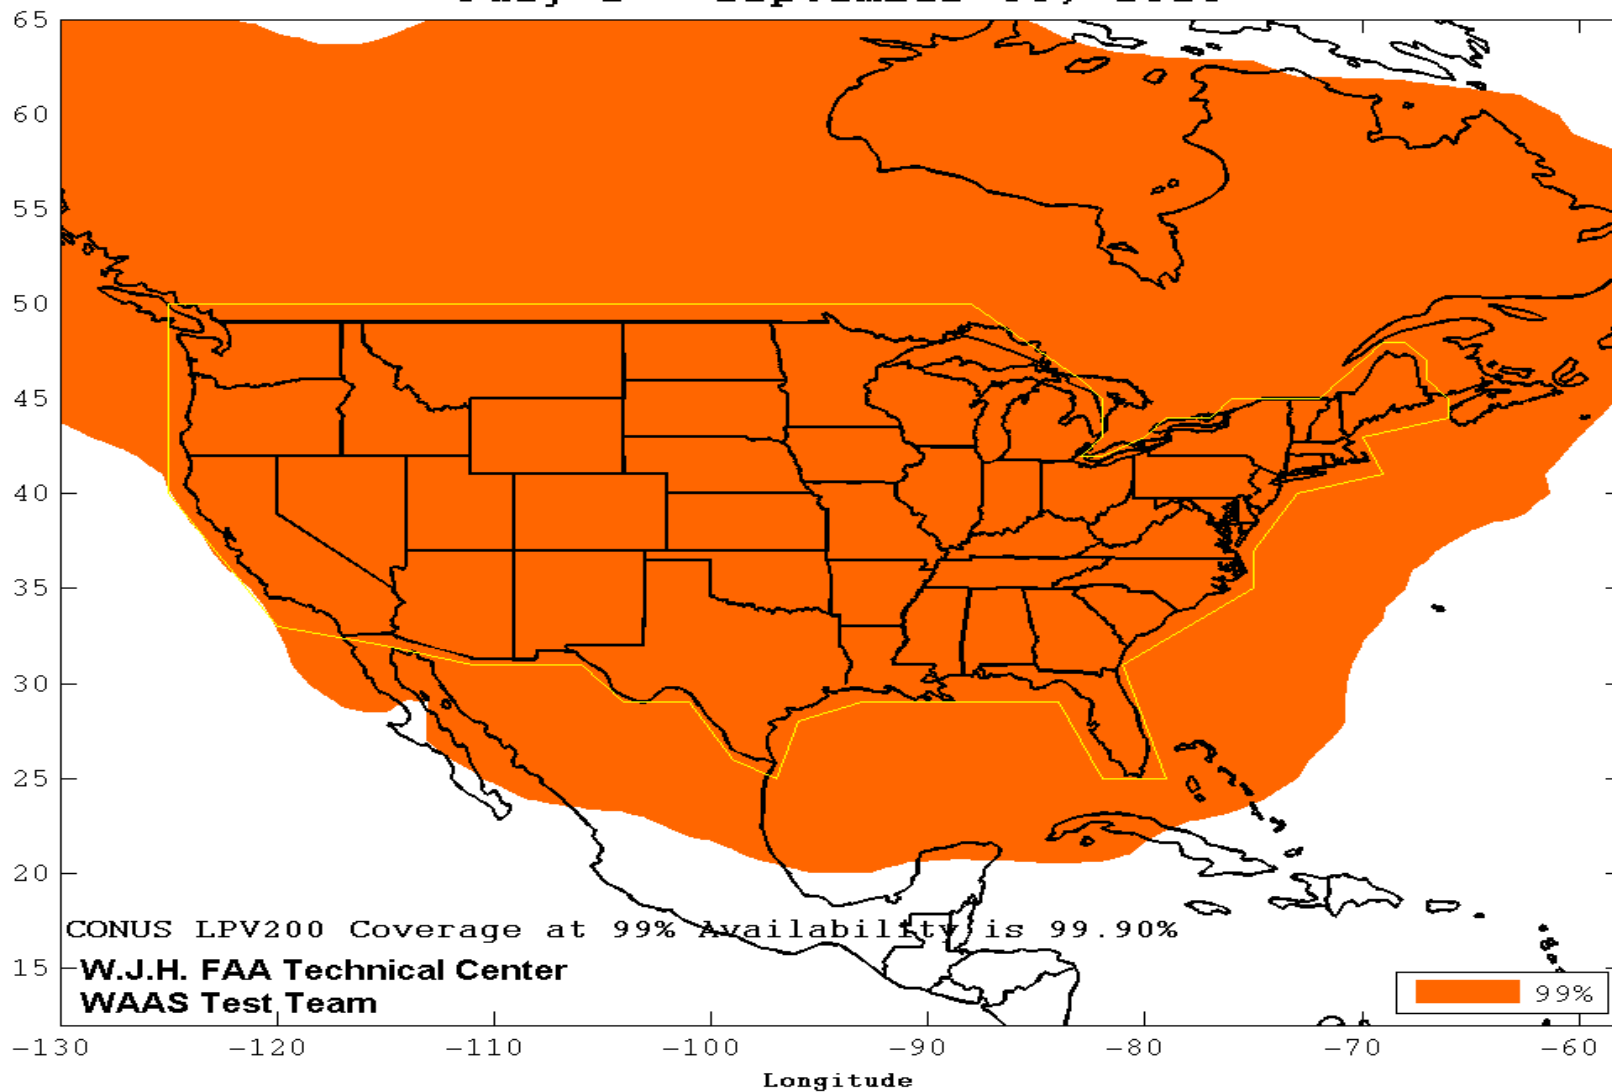 65
60
55
50
45
40
35
30
25
20
15
CONUS LPV200 Coverage at 99% Availability is 99.90%
W.J.H. FAA Technical Center
WAAS Test Team
99%
-130 -120 -110 -100 -90 -80 -70 -60
Longitude